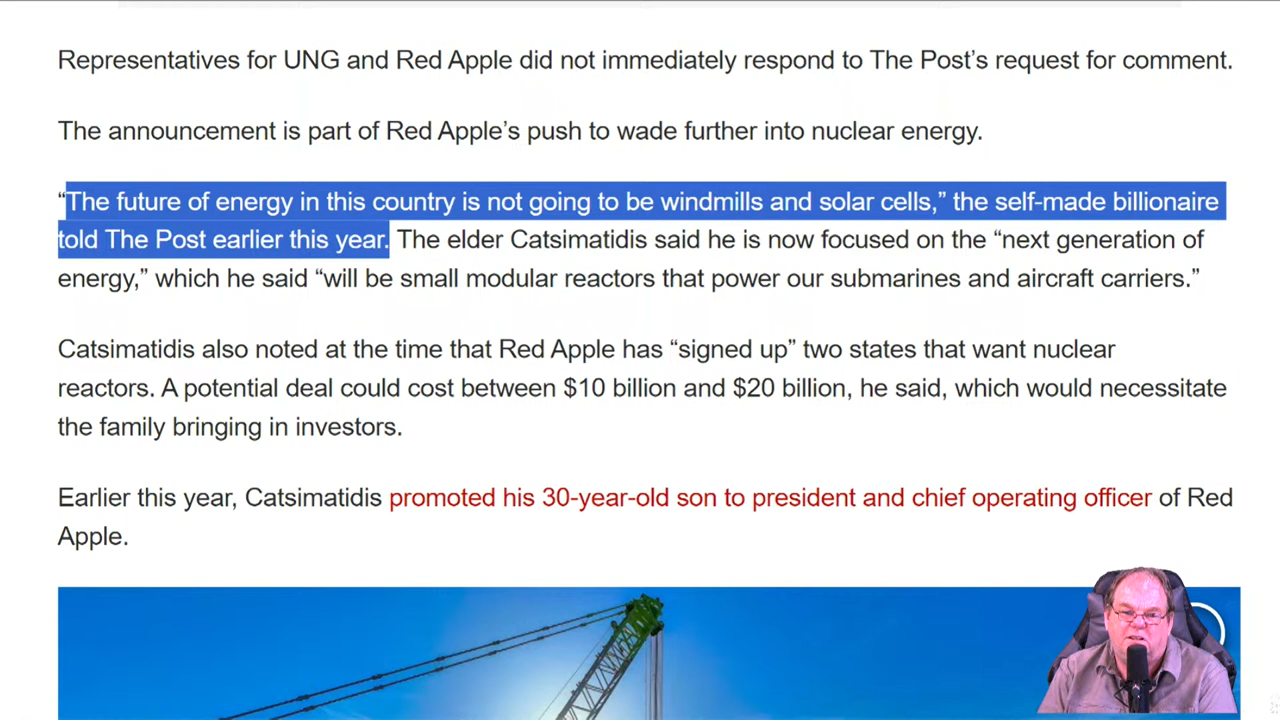 Representatives for UNG and Red Apple did not immediately respond to The Post’s request for comment.
The announcement is part of Red Apple’s push to wade further into nuclear energy.
“The future of energy in this country is not going to be windmills and solar cells,” the self-made billionaire
told The Post earlier this year. The elder Catsimatidis said he is now focused on the “next generation of
energy,” which he said “will be small modular reactors that power our submarines and aircraft carriers.”
Catsimatidis also noted at the time that Red Apple has “signed up” two states that want nuclear
reactors. A potential deal could cost between $10 billion and $20 billion, he said, which would necessitate
the family bringing in investors.
Earlier this year, Catsimatidis promoted his 30-year-old son to president and chief operating officer of Red
Apple.